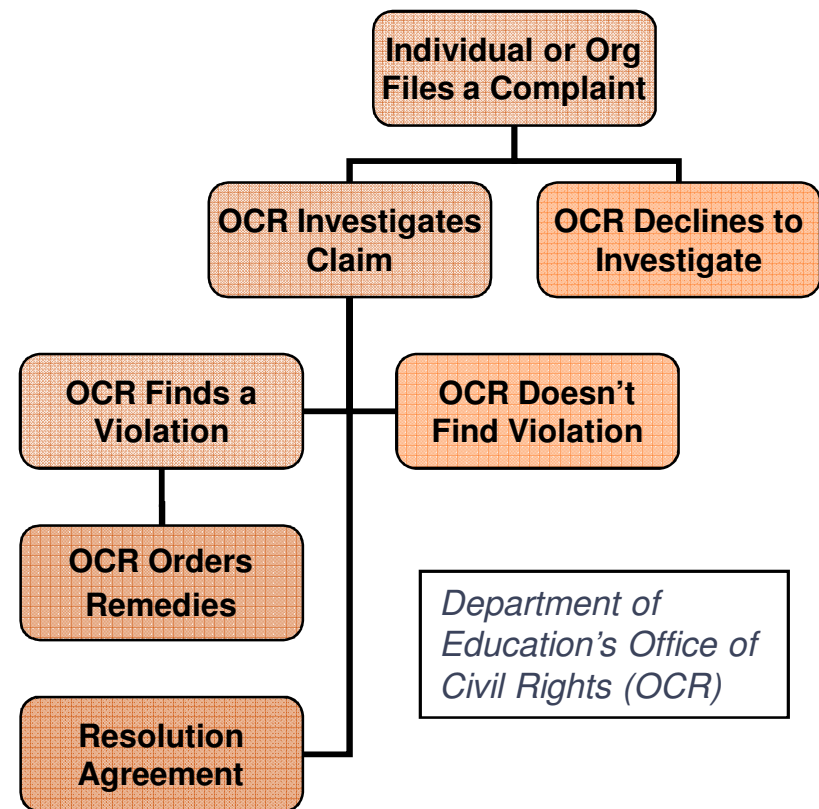 Individual or Org
Files a Complaint
OCR Investigates
Claim
OCR Declines to
Investigate
OCR Finds a
Violation
OCR Doesn’t
Find Violation
OCR Orders
Remedies
Department of
Education’s Office of
Civil Rights (OCR)
Resolution
Agreement